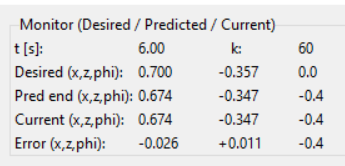 Monitor (Desired / Predicted / Current)
t [s]: 6.00 k: 60
Desired (x,z,phi): 0.700 -0.357 0.0
Pred end (x,z,phi): 0.674 -0.347 -0.4
Current (x,z,phi): 0.674 -0.347 -0.4
Error (x,z,phi): -0.026 +0.011 -0.4